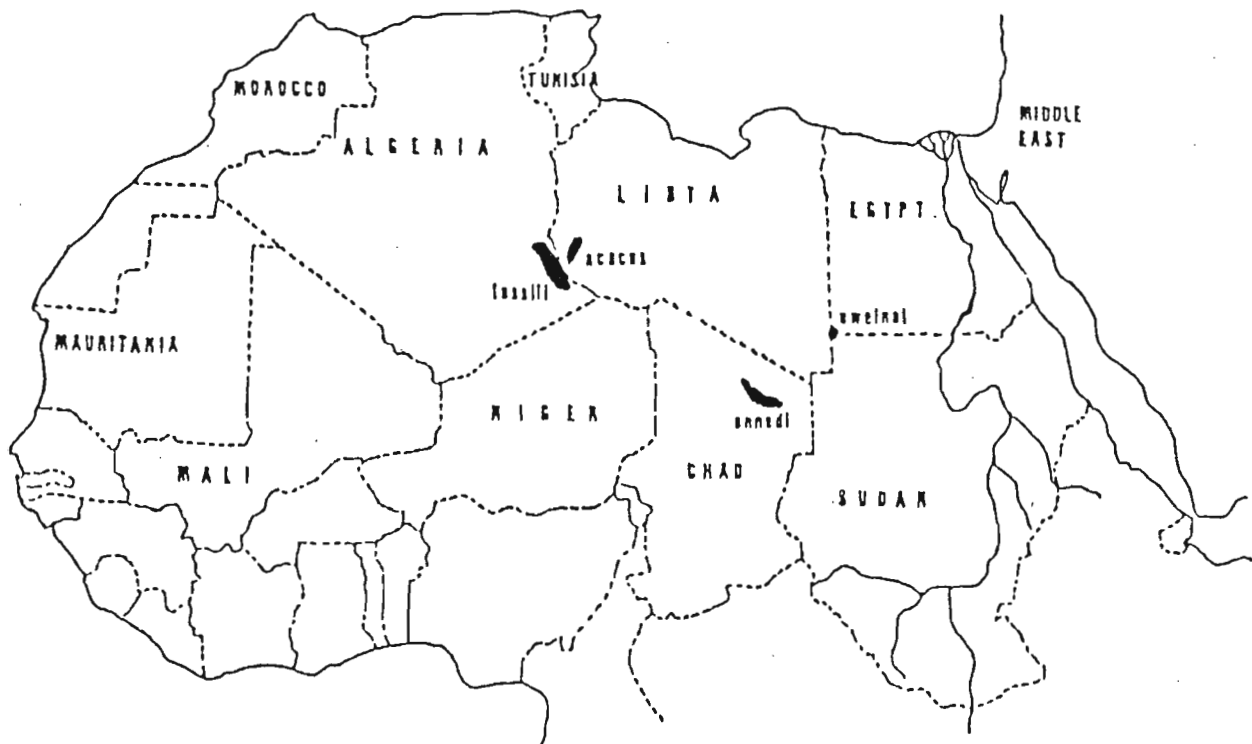 MOROCCO
TUNISIA
ALGERIA
MIDDLE
EAST
LIBYA
EGYPT
acacus
tassili
uweinat
MAURITANIA
NIGER
ennedi
MALI
CHAD
SUDAN